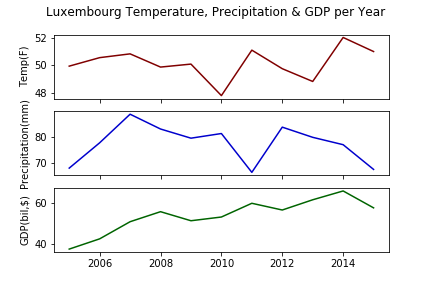 Luxembourg Temperature, Precipitation & GDP per Year
Temp(F)
52
50
48
Precipitation(mm)
80
70
GDP(bil,$)
60
40
2006 2008 2010 2012 2014